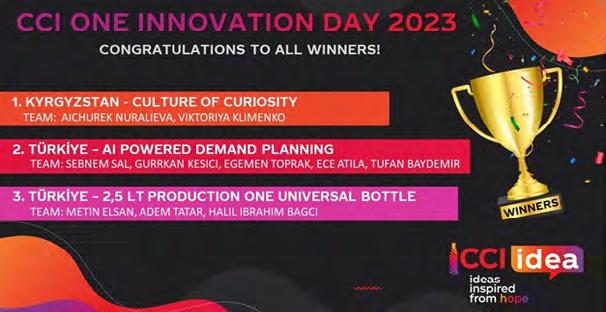 CCI ONE INNOVATION DAY 2023
CONGRATULATIONS TO ALL WINNERS!
1. KYRGYZSTAN - CULTURE OF CURIOSITY
TEAM: AICHUREK NURALIEVA, VIKTORIYA KLIMENKO
2. TÜRKİYE – AI POWERED DEMAND PLANNING
TEAM: SEBNEM SAL, GURRKAN KESICI, EGEMEN TOPRAK, ECE ATILA, TUFAN BAYDEMIR
3. TÜRKİYE – 2,5 LT PRODUCTION ONE UNIVERSAL BOTTLE
TEAM: METIN ELSAN, ADEM TATAR, HALIL IBRAHIM BAGCI
WINNERS
CCI idea
ideas
inspired
from hope